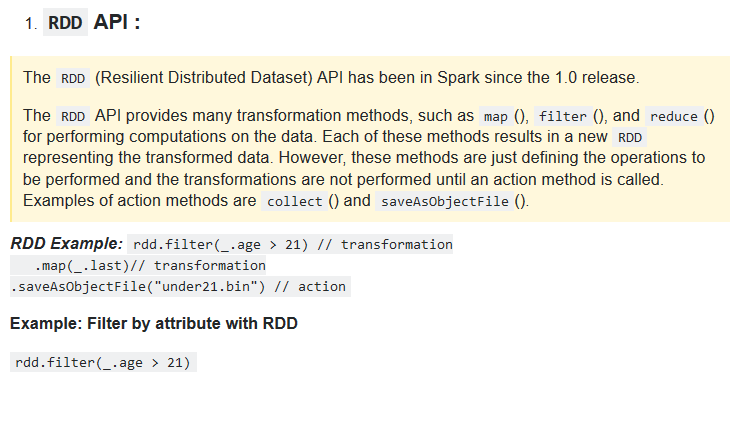 1. RDD API :
The RDD (Resilient Distributed Dataset) API has been in Spark since the 1.0 release.
The RDD API provides many transformation methods, such as map (), filter (), and reduce ()
for performing computations on the data. Each of these methods results in a new RDD
representing the transformed data. However, these methods are just defining the operations to
be performed and the transformations are not performed until an action method is called.
Examples of action methods are collect () and saveAsObjectFile ().
RDD Example: rdd.filter(_.age > 21) // transformation
.map(_.last)// transformation
.saveAsObjectFile("under21.bin") // action
Example: Filter by attribute with RDD
rdd.filter(_.age > 21)